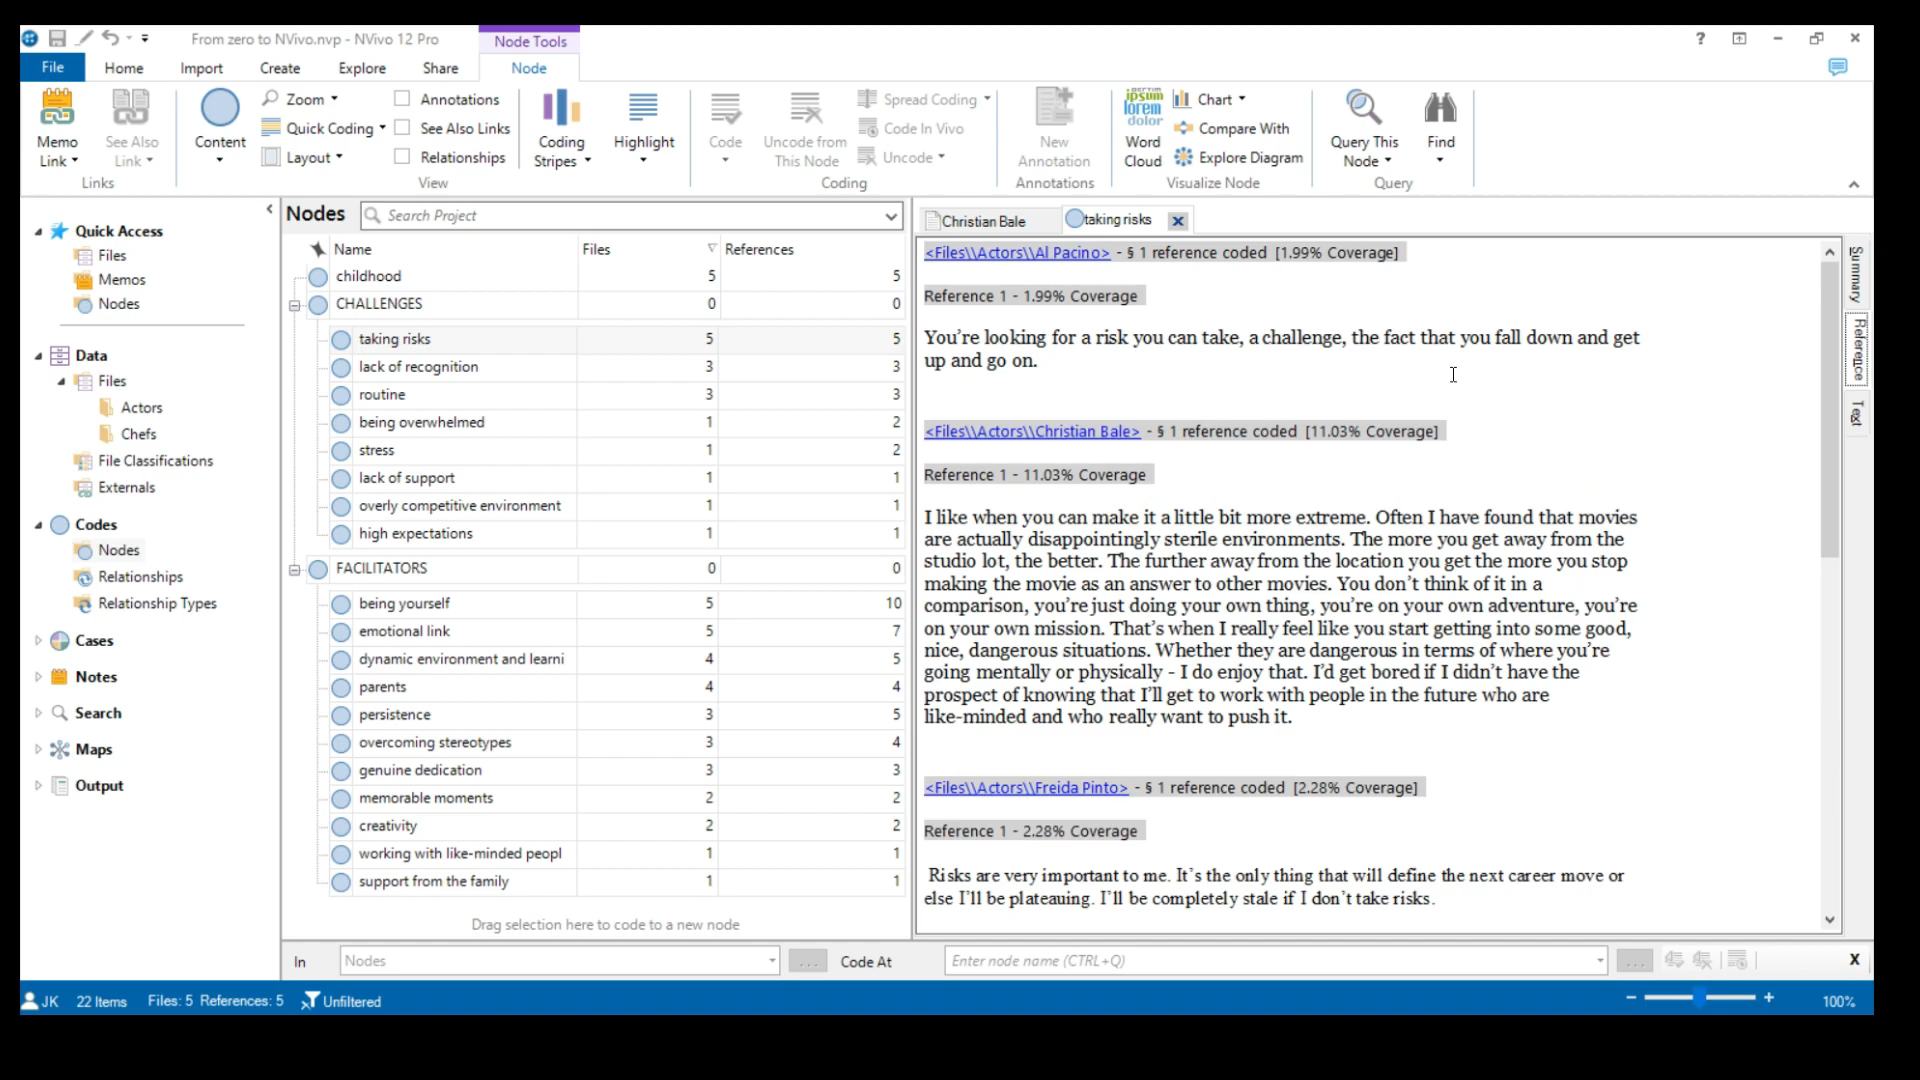 From zero to NVivo.nvp - NVivo 12 Pro
Node Tools
File
Home
Import
Create
Explore
Share
Node
Memo Link
See Also Link
Links
Content
Zoom
Quick Coding
Layout
Annotations
See Also Links
Relationships
View
Coding Stripes
Highlight
Code
Uncode from This Node
Spread Coding
Code In Vivo
Uncode
Coding
New Annotation
Annotations
ipsum
lorem
dolor
Word Cloud
Chart
Compare With
Explore Diagram
Visualize Node
Query This Node
Find
Query
Quick Access
Files
Memos
Nodes
Data
Files
Actors
Chefs
File Classifications
Externals
Codes
Nodes
Relationships
Relationship Types
Cases
Notes
Search
Maps
Output
Nodes
Search Project
Name Files References
childhood 5 5
CHALLENGES 0 0
taking risks 5 5
lack of recognition 3 3
routine 3 3
being overwhelmed 1 2
stress 1 2
lack of support 1 1
overly competitive environment 1 1
high expectations 1 1
FACILITATORS 0 0
being yourself 5 10
emotional link 5 7
dynamic environment and learni 4 5
parents 4 4
persistence 3 5
overcoming stereotypes 3 4
genuine dedication 3 3
memorable moments 2 2
creativity 2 2
working with like-minded peopl 1 1
support from the family 1 1
Drag selection here to code to a new node
Christian Bale
taking risks
<Files\\Actors\\Al Pacino> - § 1 reference coded [1.99% Coverage]
Reference 1 - 1.99% Coverage
You’re looking for a risk you can take, a challenge, the fact that you fall down and get
up and go on.
<Files\\Actors\\Christian Bale> - § 1 reference coded [11.03% Coverage]
Reference 1 - 11.03% Coverage
I like when you can make it a little bit more extreme. Often I have found that movies
are actually disappointingly sterile environments. The more you get away from the
studio lot, the better. The further away from the location you get the more you stop
making the movie as an answer to other movies. You don’t think of it in a
comparison, you’re just doing your own thing, you’re on your own adventure, you’re
on your own mission. That’s when I really feel like you start getting into some good,
nice, dangerous situations. Whether they are dangerous in terms of where you’re
going mentally or physically - I do enjoy that. I’d get bored if I didn’t have the
prospect of knowing that I’ll get to work with people in the future who are
like-minded and who really want to push it.
<Files\\Actors\\Freida Pinto> - § 1 reference coded [2.28% Coverage]
Reference 1 - 2.28% Coverage
Risks are very important to me. It’s the only thing that will define the next career move or
else I’ll be plateauing. I’ll be completely stale if I don’t take risks.
Summary
Reference
Text
In
Nodes
...
Code At
Enter node name (CTRL+Q)
...
X
JK
22 Items
Files: 5 References: 5
Unfiltered
100%